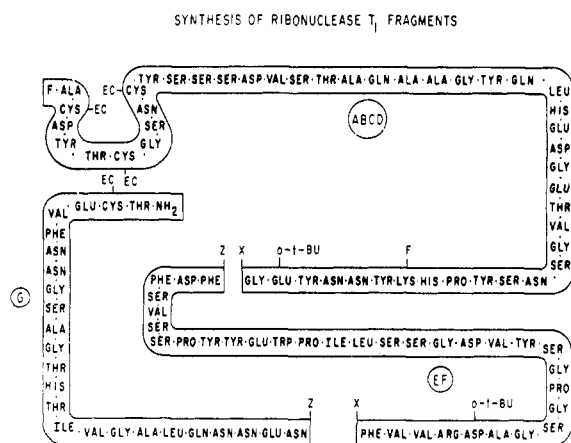 SYNTHESIS OF RIBONUCLEASE T1 FRAGMENTS
F·ALA
CYS
EC
ASP
TYR
THR·CYS
EC EC
GLY
SER
ASN
EC CYS
TYR·SER·SER·SER·ASP·VAL·SER·THR·ALA·GLN·ALA·ALA·GLY·TYR·GLN
LEU
HIS
GLU
ASP
GLY
GLU
THR
VAL
GLY
SER
ABCD
Z X o-t-BU F
PHE·ASP·PHE GLY·GLU·TYR·ASN·ASN·TYR·LYS·HIS·PRO·TYR·SER·ASN
SER
VAL
SER
SER·PRO·TYR·TYR·GLU·TRP·PRO·ILE·LEU·SER·SER·GLY·ASP·VAL·TYR
SER
GLY
PRO
GLY
SER
EF
Z X o-t-BU
VAL·GLY·ALA·LEU·GLN·ASN·ASN·GLU·ASN PHE·VAL·VAL·ARG·ASP·ALA·GLY
ILE
THR
HIS
THR
GLY
ALA
SER
GLY
ASN
ASN
PHE
VAL
GLU·CYS·THR·NH2
G